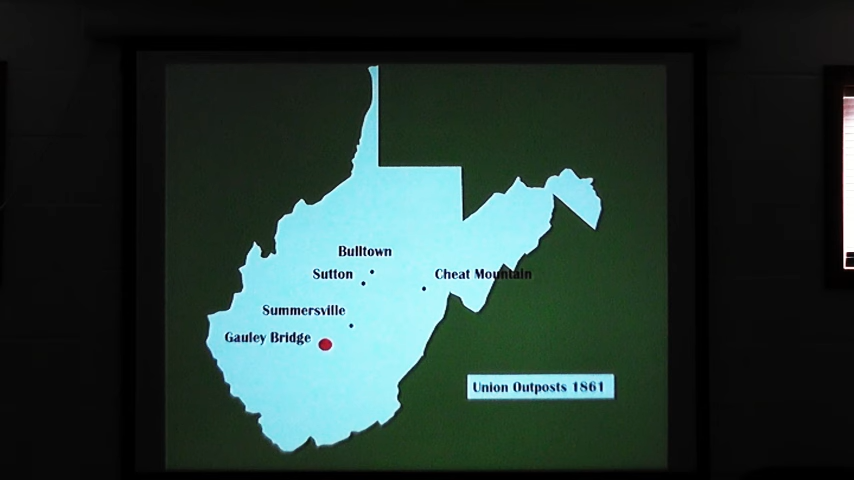 Bulltown
Sutton
Cheat Mountain
Summersville
Gauley Bridge
Union Outposts 1861